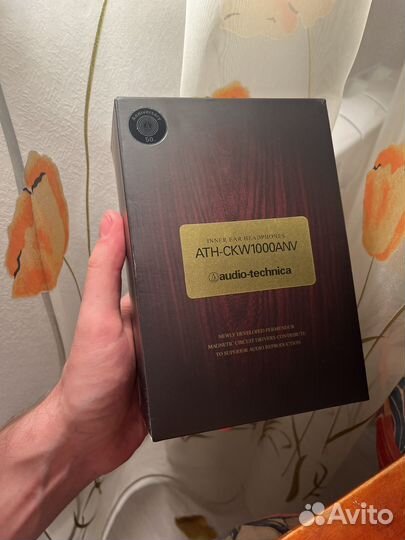 Anniversary
50
INNER EAR HEADPHONES
ATH-CKW1000ANV
audio-technica
NEWLY DEVELOPED PERMENDUR
MAGNETIC CIRCUIT DRIVERS CONTRIBUTE
TO SUPERIOR AUDIO REPRODUCTION
Avito